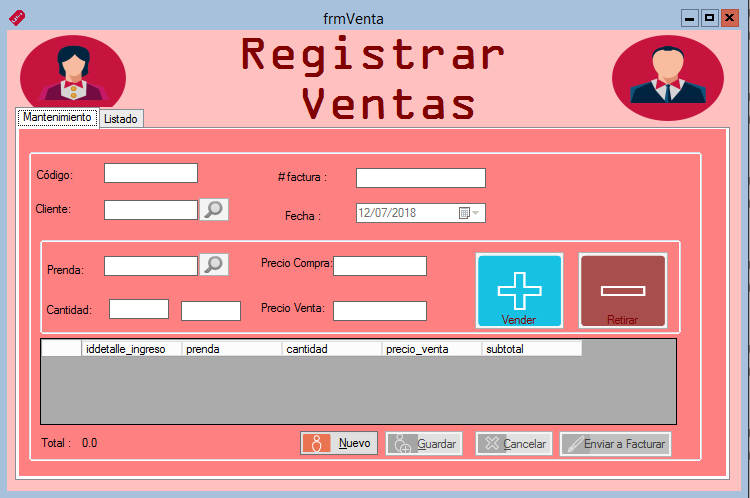 frmVenta
Registrar
Ventas
Mantenimiento Listado
Código: #factura :
Cliente: Fecha : 12/07/2018
Prenda: Precio Compra:
Cantidad: Precio Venta:
Vender Retirar
iddetalle_ingreso prenda cantidad precio_venta subtotal
Total : 0.0 Nuevo Guardar Cancelar Enviar a Facturar